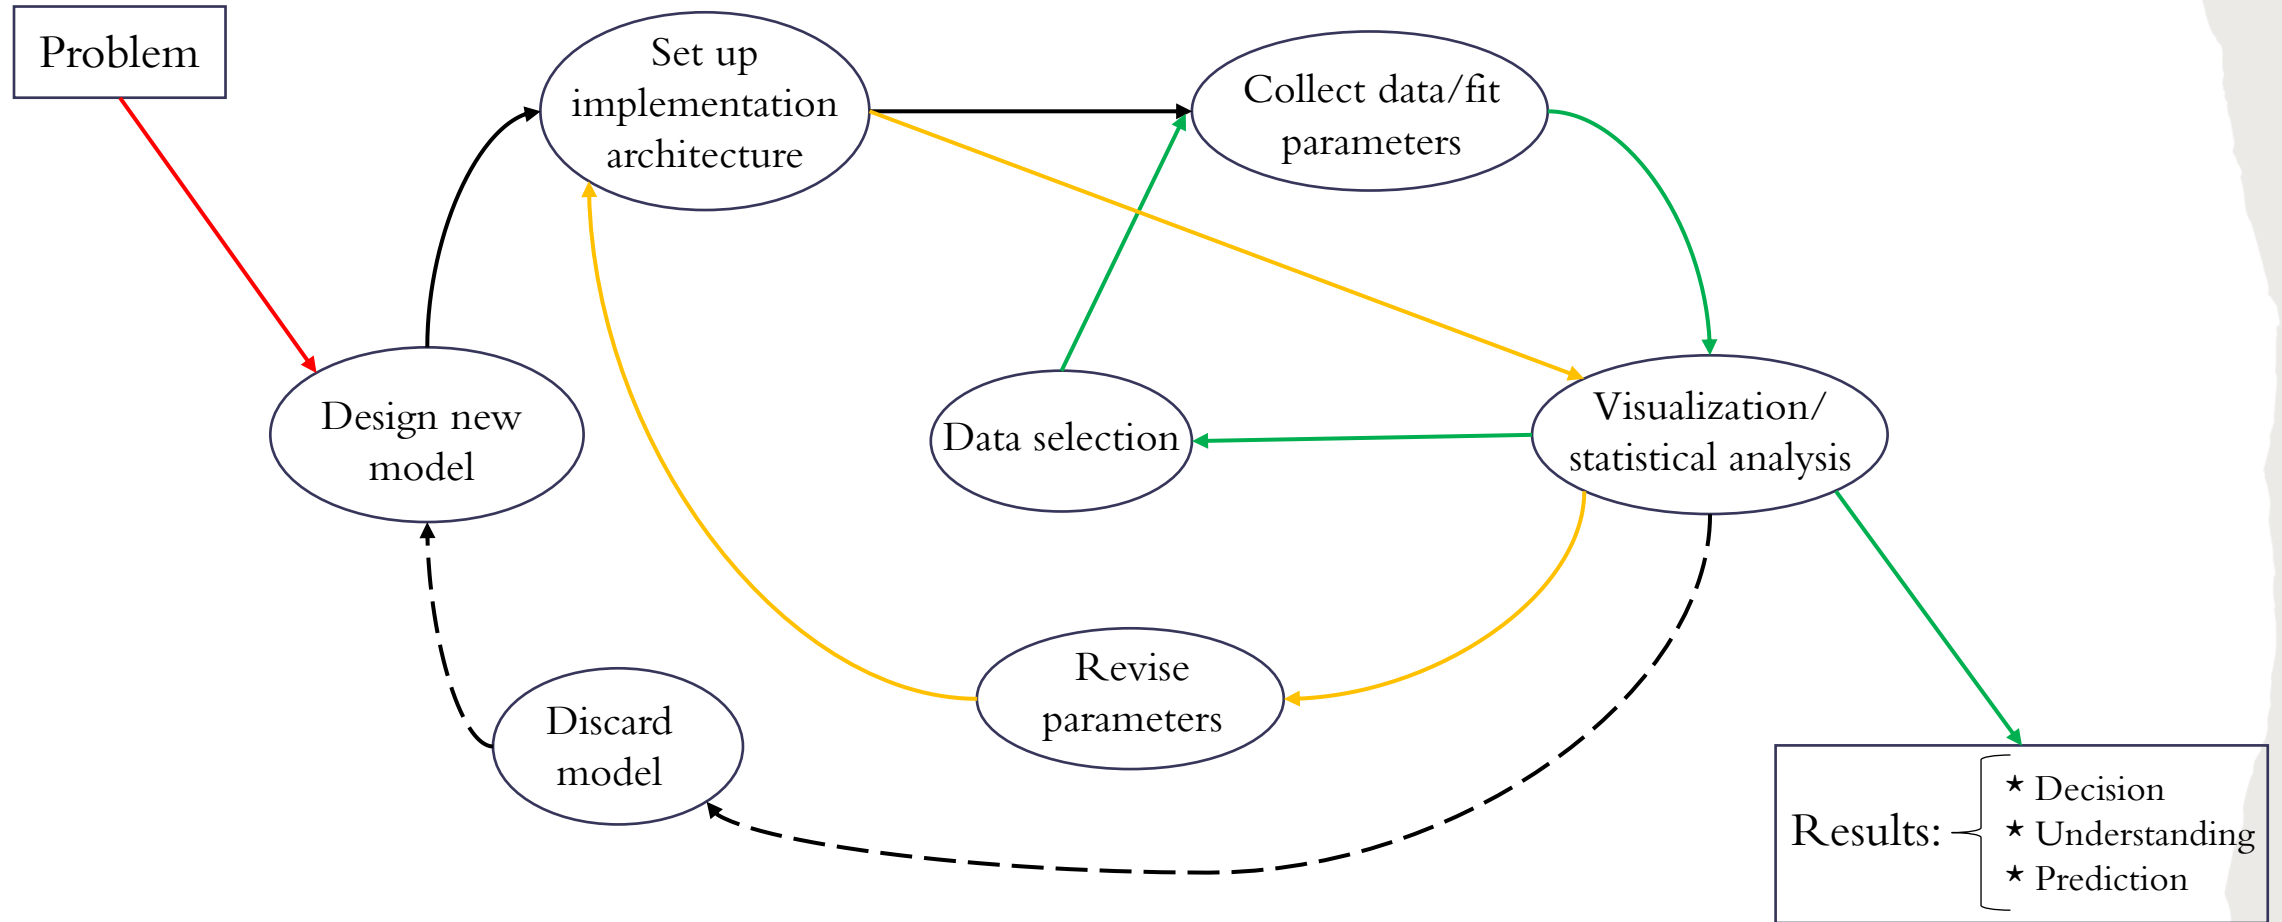 Problem
Set up
implementation
architecture
Collect data/fit
parameters
Design new
model
Data selection
Visualization/
statistical analysis
Revise
parameters
Discard
model
Results:
★ Decision
★ Understanding
★ Prediction